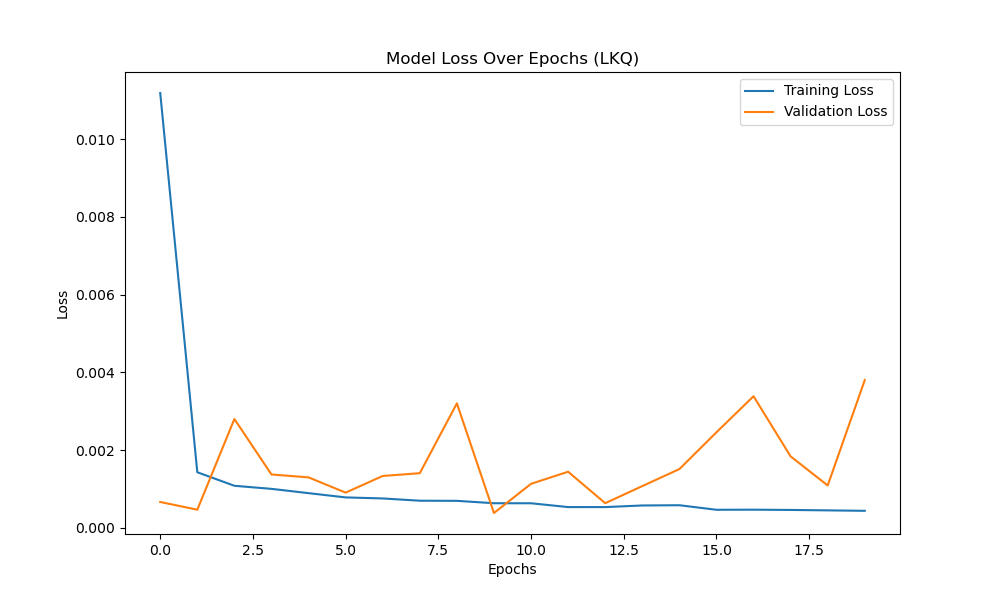 Model Loss Over Epochs (LKQ)
Training Loss
Validation Loss
0.010
0.008
0.006
0.004
0.002
0.000
Loss
0.0 2.5 5.0 7.5 10.0 12.5 15.0 17.5
Epochs